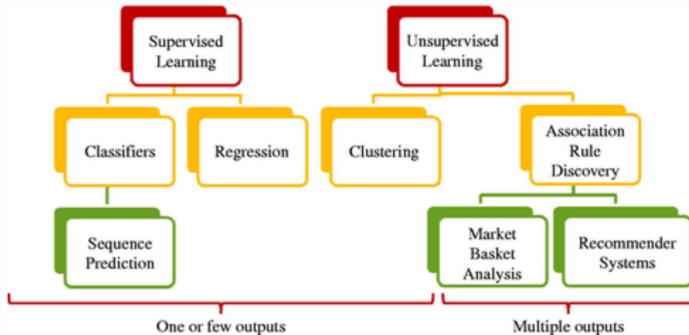 Supervised
Learning
Unsupervised
Learning
Classifiers
Regression
Clustering
Association
Rule
Discovery
Sequence
Prediction
Market
Basket
Analysis
Recommender
Systems
One or few outputs
Multiple outputs